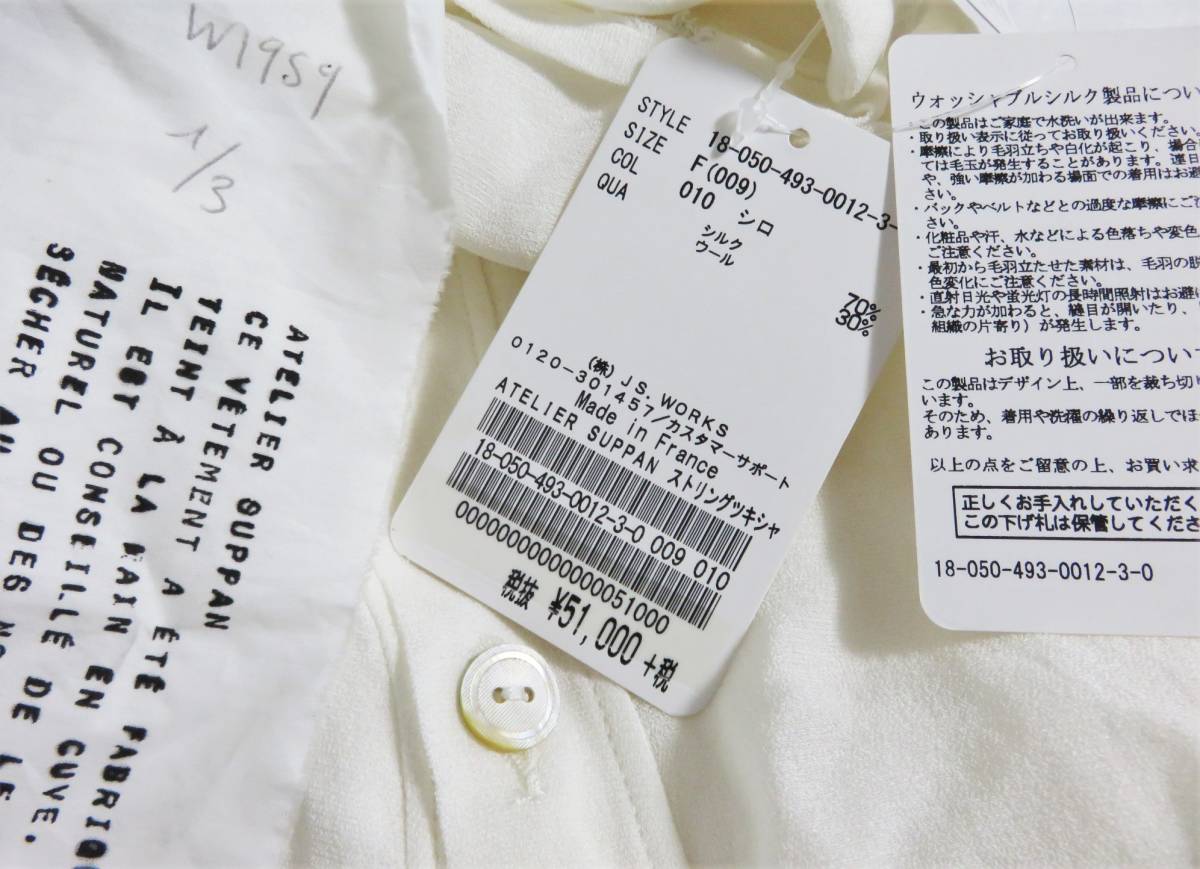 W1959
1/3
ATELIER SUPPAN
CE VÊTEMENT A ÉTÉ FABRIQ
TEINT À LA MAIN EN CUVE.
IL EST CONSEILLÉ DE LE
NATUREL OU DES
SÉCHER AU
STYLE 18-050-493-0012-3-
SIZE F(009)
COL 010 シロ
QUA シルク 70%
ウール 30%
(株)JS.WORKS
0120-301457/カスタマーサポート
Made in France
ATELIER SUPPAN ストリングツキシャ
18-050-493-0012-3-0 009 010
0000000000000051000
税抜 ¥51,000 +税
ウォッシャブルシルク製品につい
・この製品はご家庭で水洗いが出来ます。
・取り扱い表示に従ってお取り扱いください。
・摩擦により毛羽立ちや白化が起こり、場合
ては毛玉が発生することがあります。連日
や、強い摩擦が加わる場面での着用はお避
さい。
・バックやベルトなどとの過度な摩擦にご注
さい。
・化粧品や汗、水などによる色落ちや変色
ご注意ください。
・最初から毛羽立たせた素材は、毛羽の脱
色変化にご注意ください。
・直射日光や蛍光灯の長時間照射はお避け
・急な力が加わると、縫目が開いたり、
組織の片寄り)が発生します。
お取り扱いについて
この製品はデザイン上、一部を裁ち切り
います。
そのため、着用や洗濯の繰り返しでほ
あります。
以上の点をご留意の上、お買い求
正しくお手入れしていただく
この下げ札は保管してくださ
18-050-493-0012-3-0